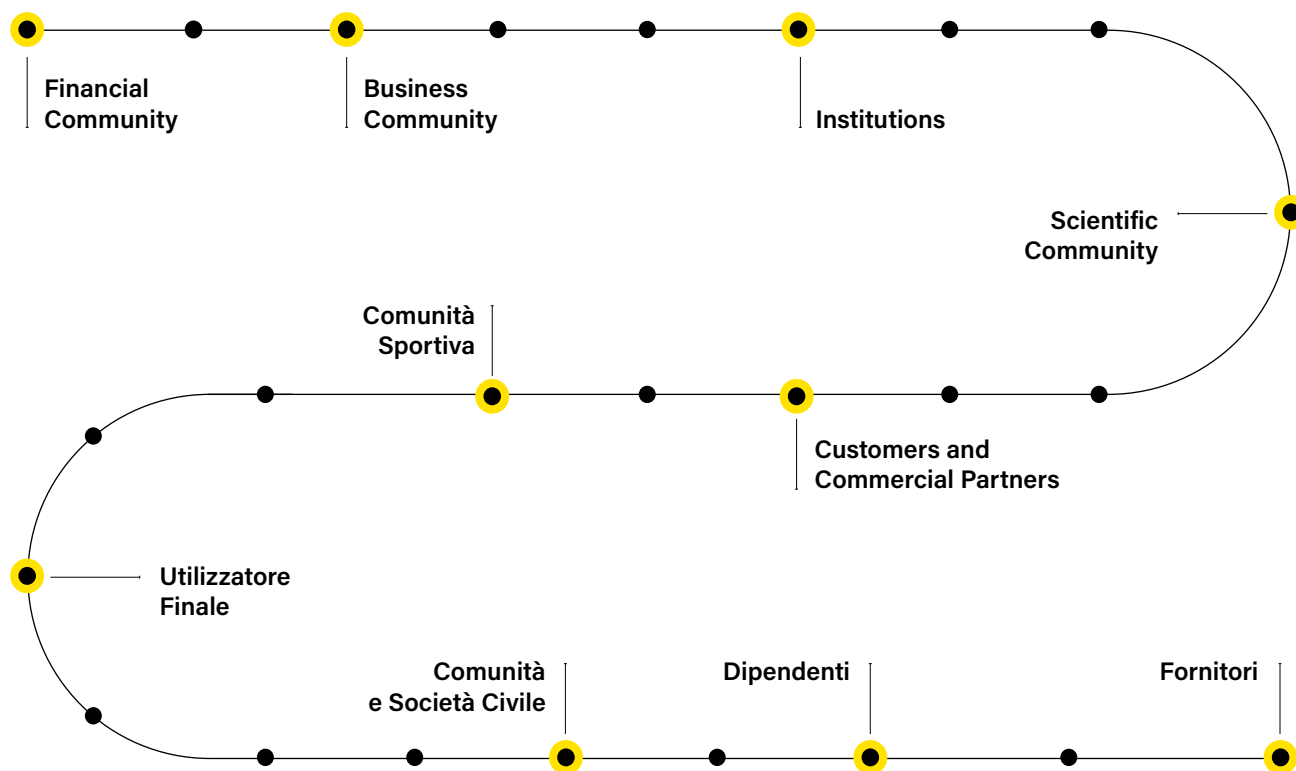 Financial
Community
Business
Community
Institutions
Scientific
Community
Comunità
Sportiva
Customers and
Commercial Partners
Utilizzatore
Finale
Comunità
e Società Civile
Dipendenti
Fornitori